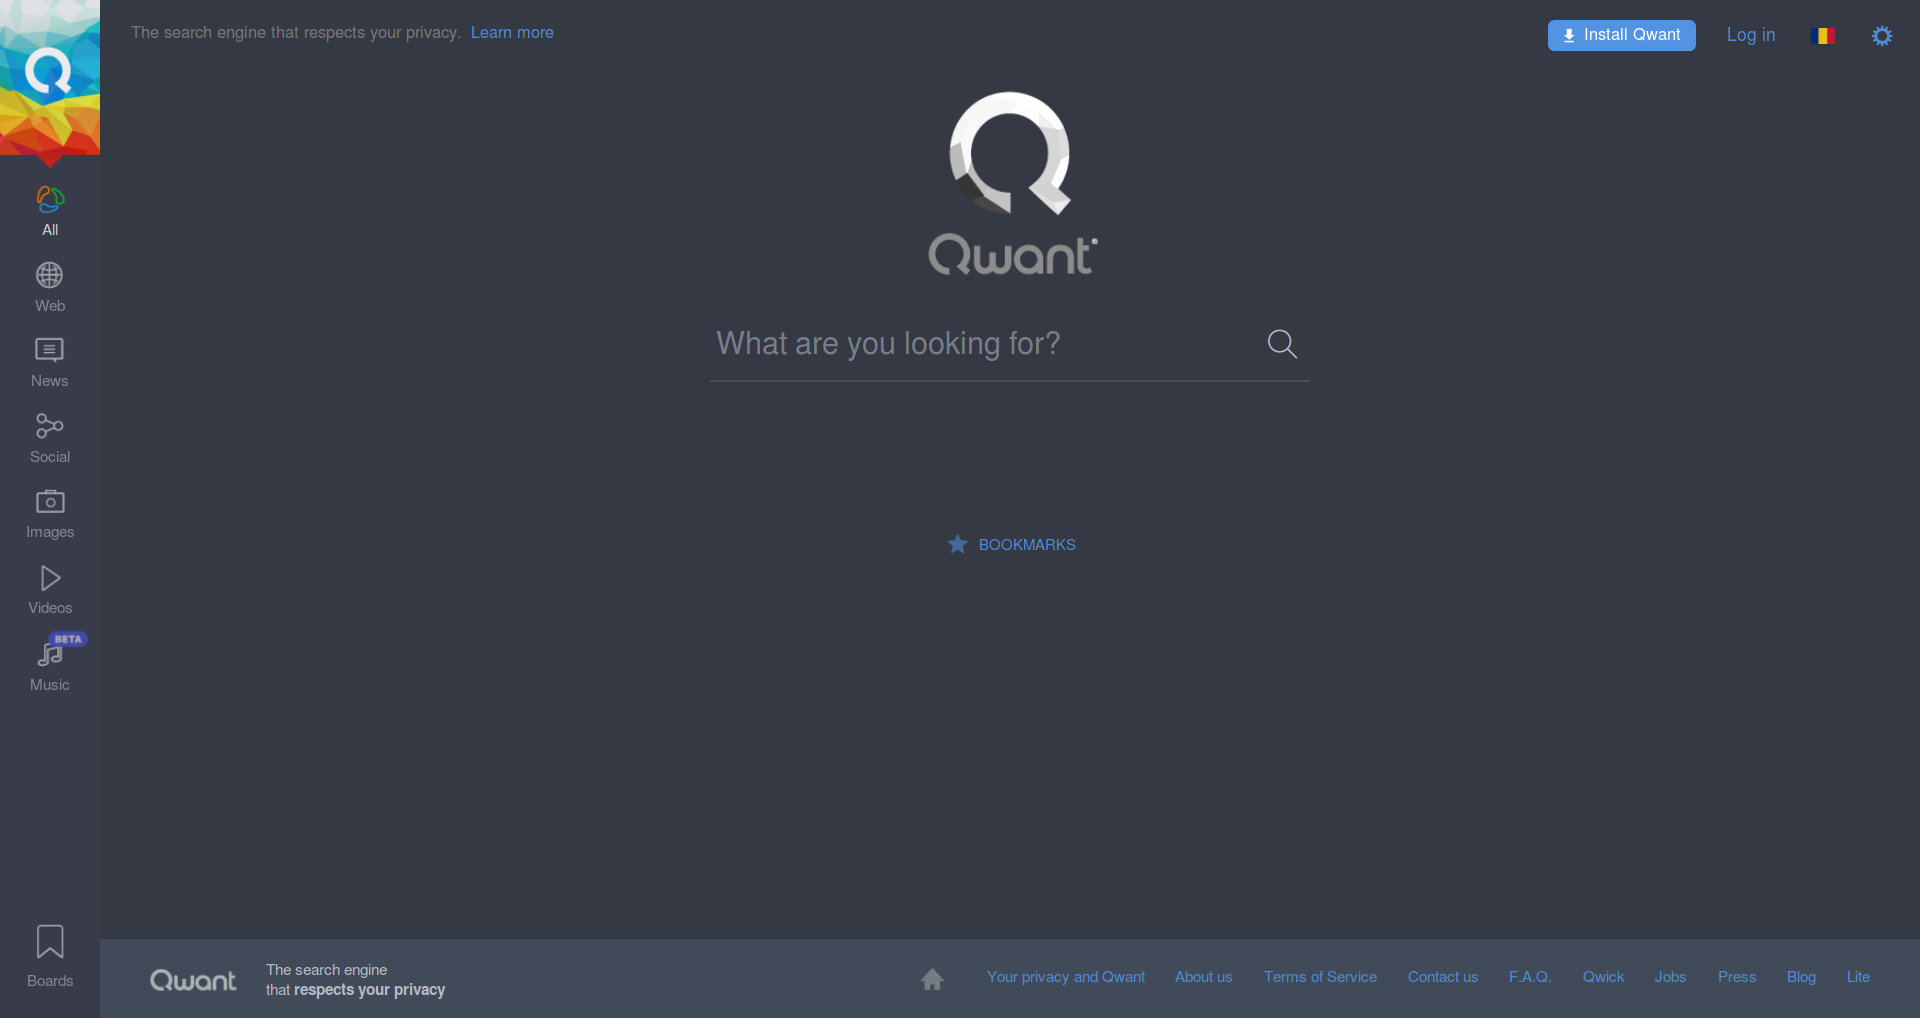 The search engine that respects your privacy. Learn more
Install Qwant
Log in
Qwant®
What are you looking for?
BOOKMARKS
All
Web
News
Social
Images
Videos
BETA
Music
Boards
Qwant
The search engine
that respects your privacy
Your privacy and Qwant About us Terms of Service Contact us F.A.Q. Qwick Jobs Press Blog Lite